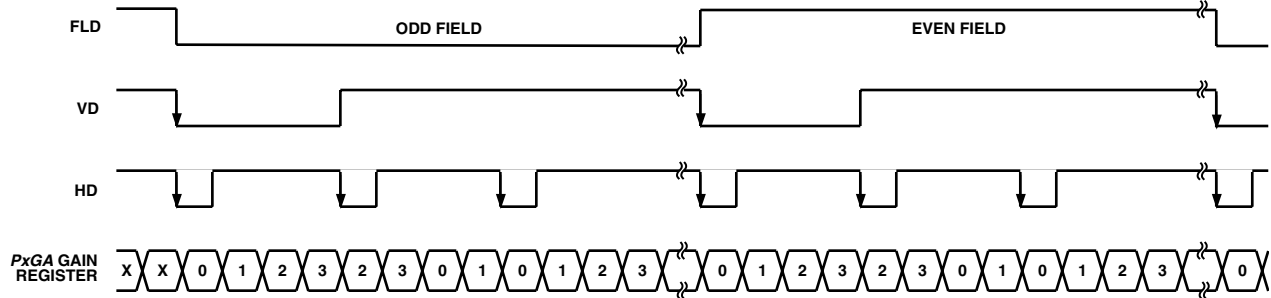 FLD
ODD FIELD
EVEN FIELD
VD
HD
PxGA GAIN
REGISTER
X X 0 1 2 3 2 3 0 1 0 1 2 3 0 1 2 3 2 3 0 1 0 1 2 3 0